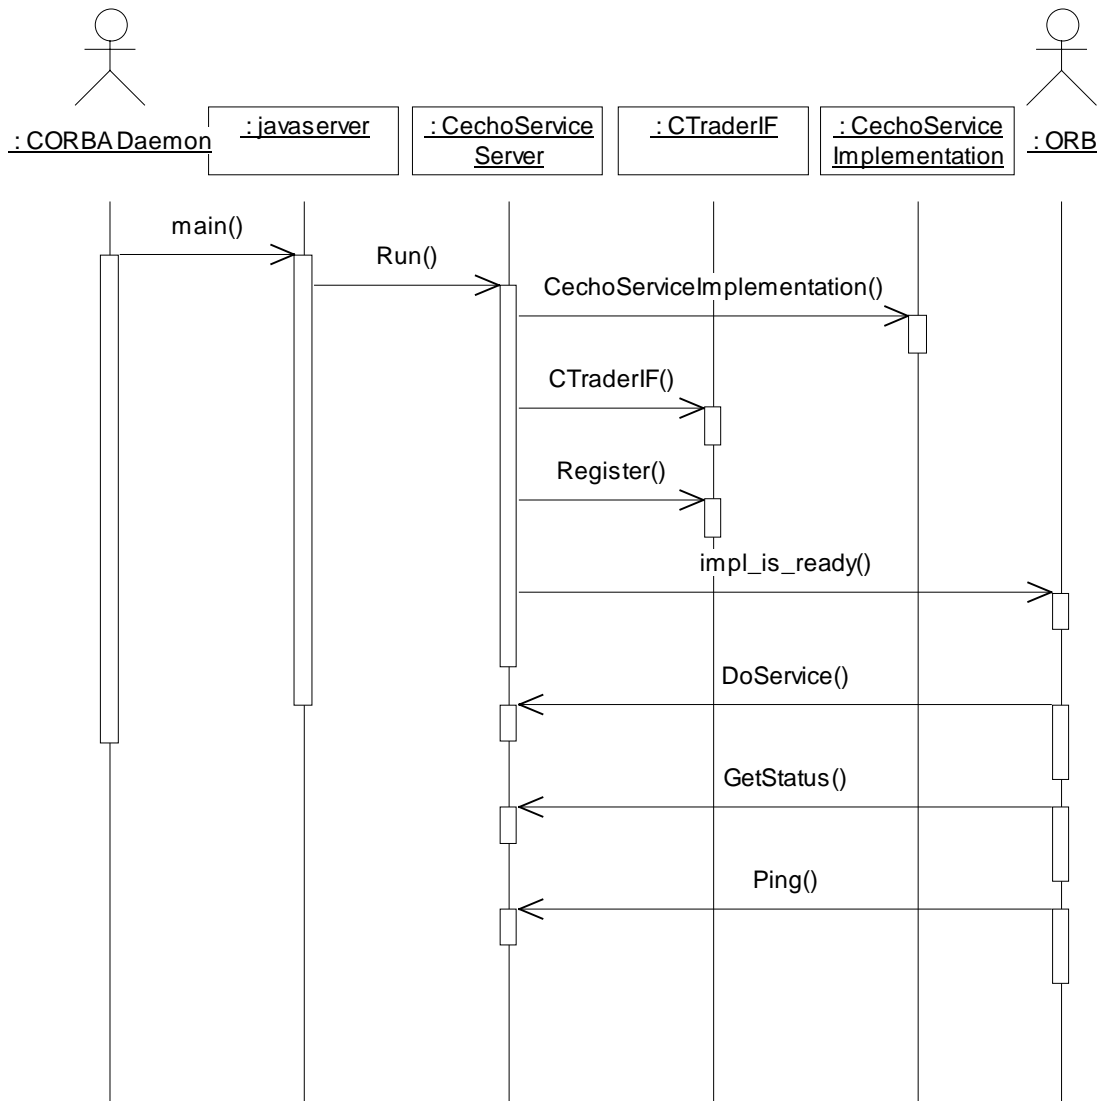 : CORBA Daemon
: javaserver
: CechoService
Server
: CTraderIF
: CechoService
Implementation
: ORB
main()
Run()
CechoServiceImplementation()
CTraderIF()
Register()
impl_is_ready()
DoService()
GetStatus()
Ping()